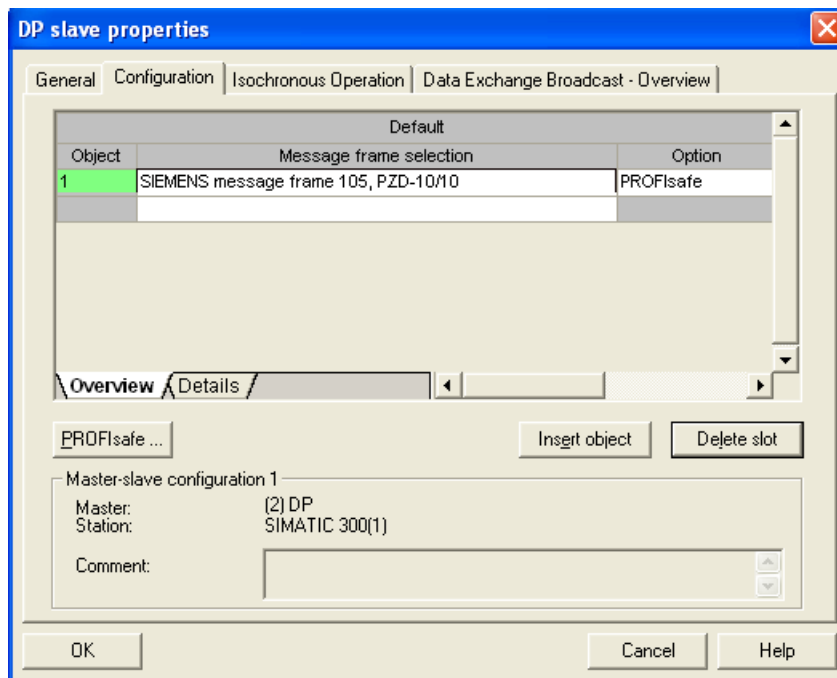 DP slave properties
General Configuration Isochronous Operation Data Exchange Broadcast - Overview
Default
Object Message frame selection Option
1 SIEMENS message frame 105, PZD-10/10 PROFIsafe
Overview Details
PROFIsafe ... Insert object Delete slot
Master-slave configuration 1
Master: (2) DP
Station: SIMATIC 300(1)
Comment:
OK Cancel Help